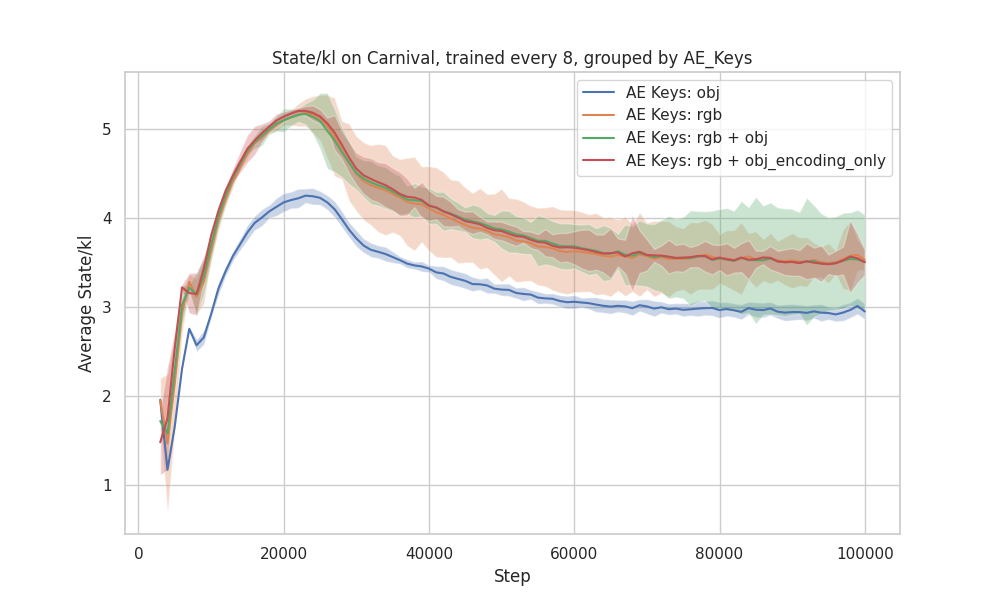 State/kl on Carnival, trained every 8, grouped by AE_Keys
AE Keys: obj
AE Keys: rgb
AE Keys: rgb + obj
AE Keys: rgb + obj_encoding_only
Average State/kl
5
4
3
2
1
0
20000
40000
60000
80000
100000
Step